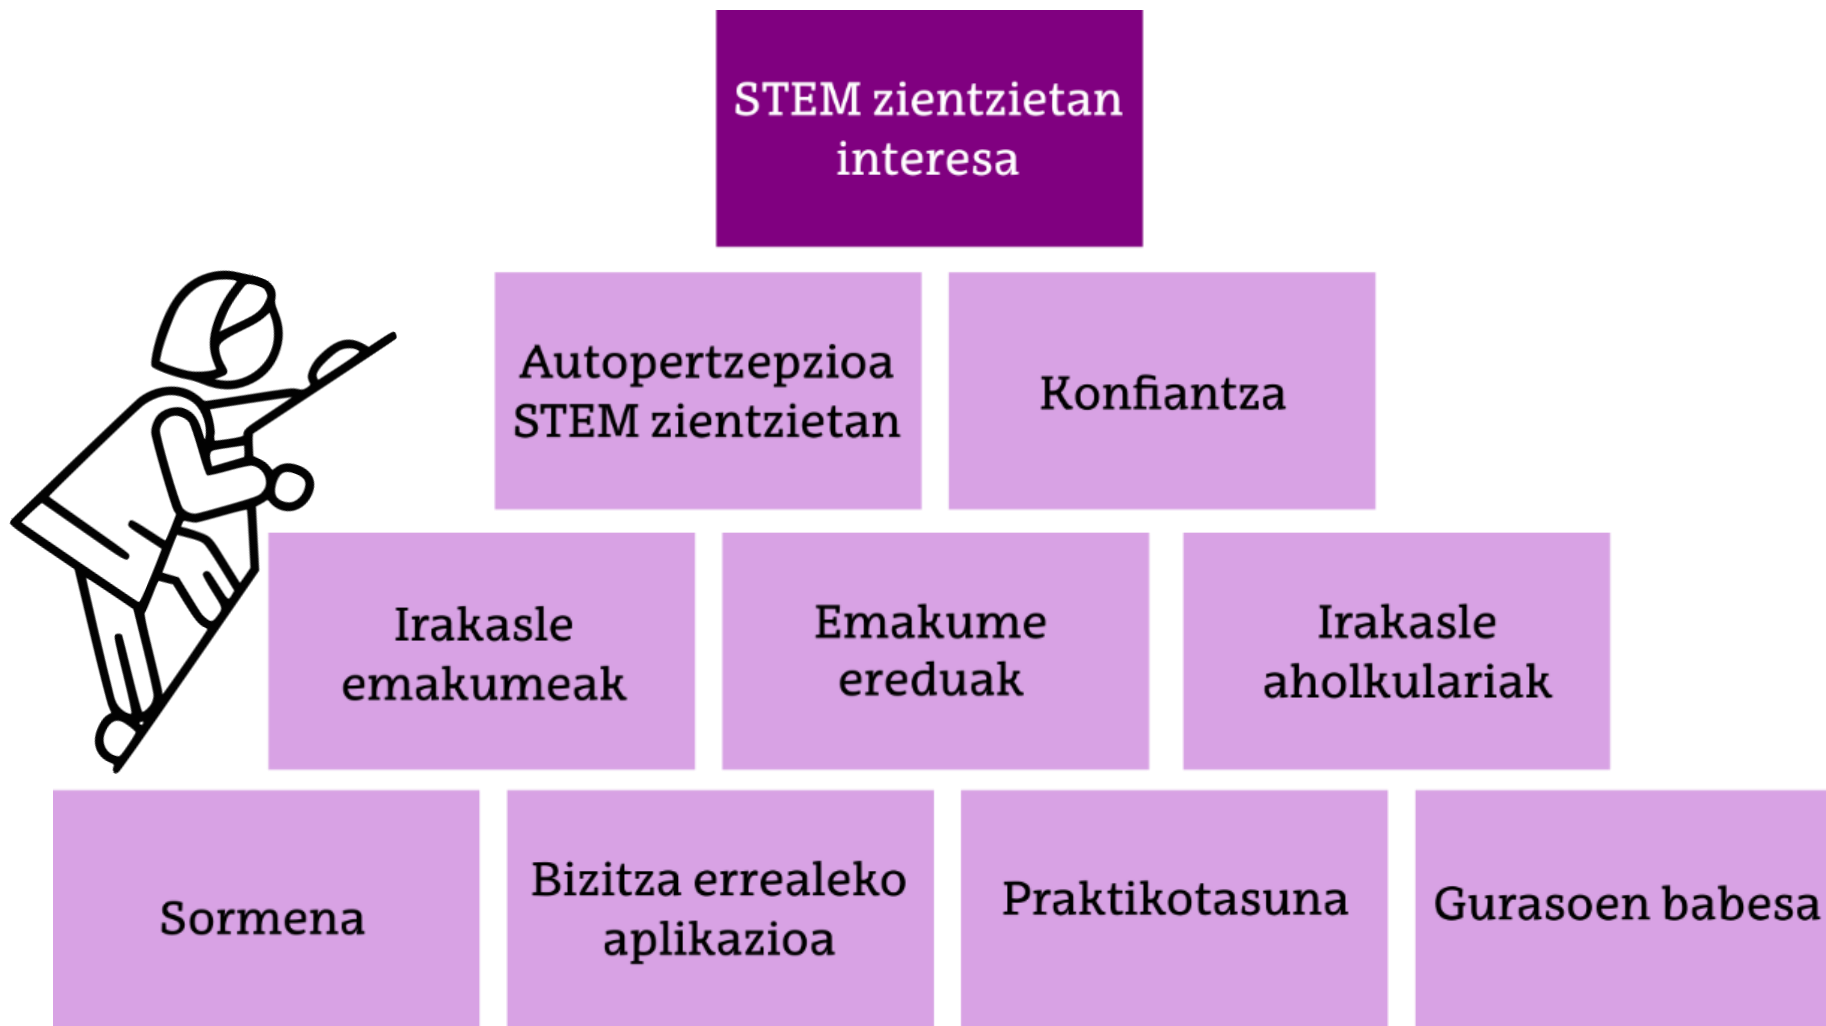 STEM zientzietan
interesa
Autopertzepzioa
STEM zientzietan
Konfiantza
Irakasle
emakumeak
Emakume
ereduak
Irakasle
aholkulariak
Sormena
Bizitza errealeko
aplikazioa
Praktikotasuna
Gurasoen babesa